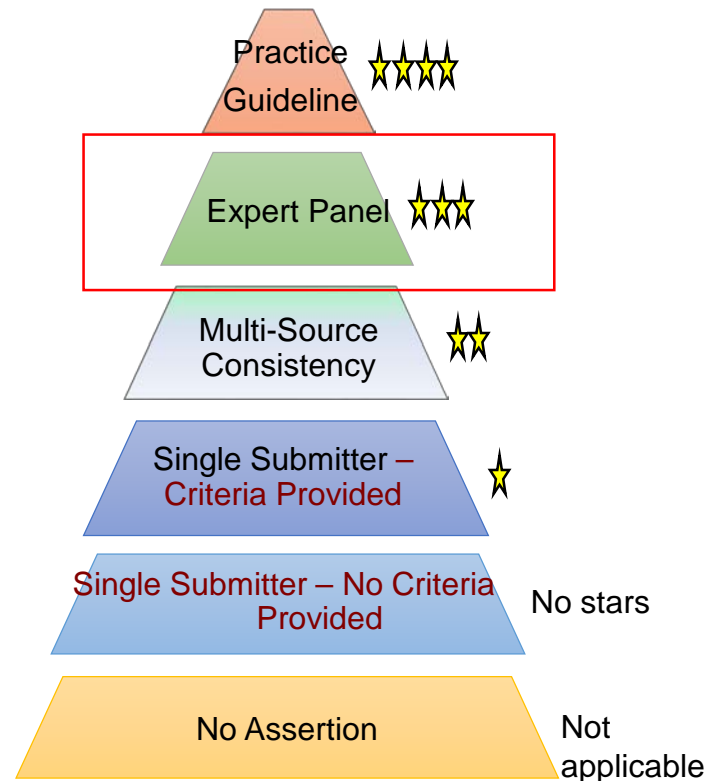 Practice
Guideline
Expert Panel
Multi-Source
Consistency
Single Submitter –
Criteria Provided
Single Submitter – No Criteria
Provided
No stars
No Assertion
Not
applicable